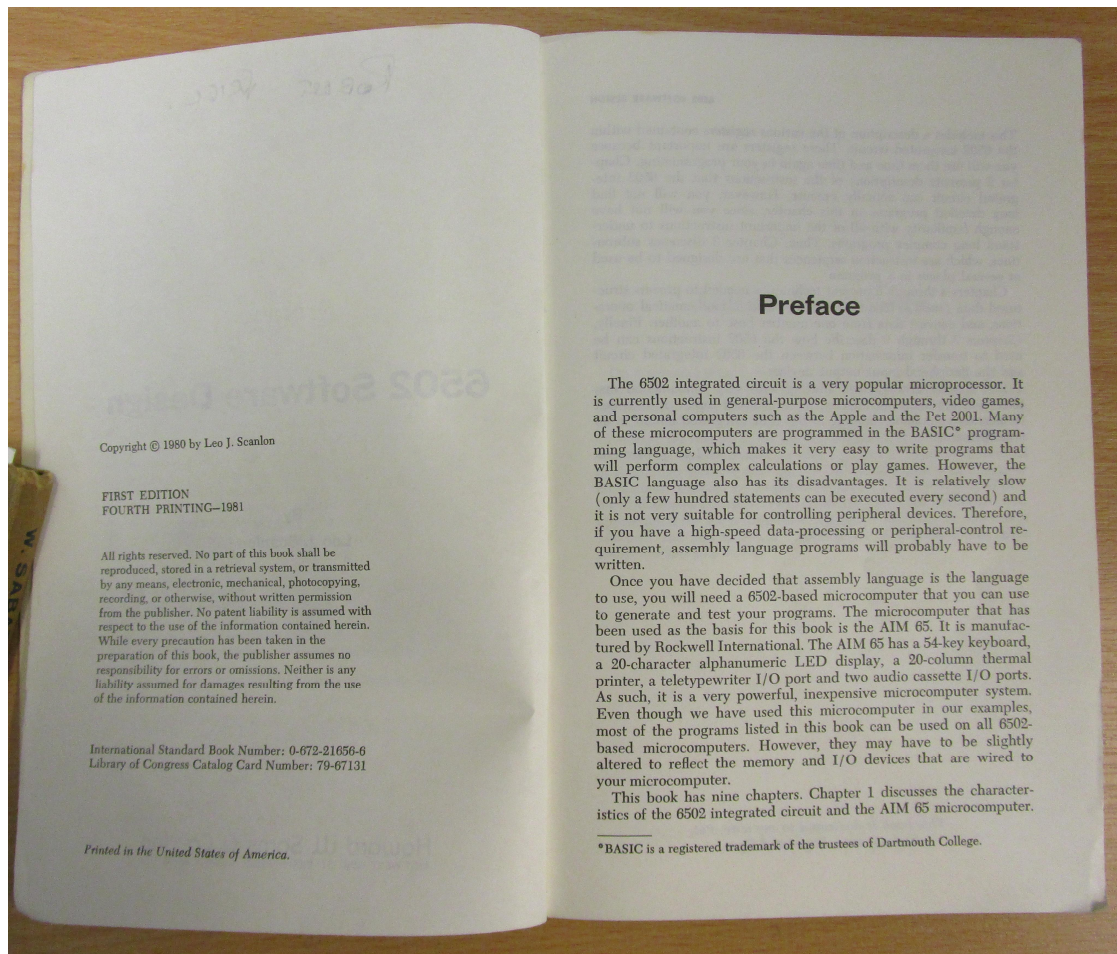 Copyright © 1980 by Leo J. Scanlon
FIRST EDITION
FOURTH PRINTING–1981
All rights reserved. No part of this book shall be
reproduced, stored in a retrieval system, or transmitted
by any means, electronic, mechanical, photocopying,
recording, or otherwise, without written permission
from the publisher. No patent liability is assumed with
respect to the use of the information contained herein.
While every precaution has been taken in the
preparation of this book, the publisher assumes no
responsibility for errors or omissions. Neither is any
liability assumed for damages resulting from the use
of the information contained herein.
International Standard Book Number: 0-672-21656-6
Library of Congress Catalog Card Number: 79-67131
Printed in the United States of America.
Preface
The 6502 integrated circuit is a very popular microprocessor. It
is currently used in general-purpose microcomputers, video games,
and personal computers such as the Apple and the Pet 2001. Many
of these microcomputers are programmed in the BASIC* program-
ming language, which makes it very easy to write programs that
will perform complex calculations or play games. However, the
BASIC language also has its disadvantages. It is relatively slow
(only a few hundred statements can be executed every second) and
it is not very suitable for controlling peripheral devices. Therefore,
if you have a high-speed data-processing or peripheral-control re-
quirement, assembly language programs will probably have to be
written.
Once you have decided that assembly language is the language
to use, you will need a 6502-based microcomputer that you can use
to generate and test your programs. The microcomputer that has
been used as the basis for this book is the AIM 65. It is manufac-
tured by Rockwell International. The AIM 65 has a 54-key keyboard,
a 20-character alphanumeric LED display, a 20-column thermal
printer, a teletypewriter I/O port and two audio cassette I/O ports.
As such, it is a very powerful, inexpensive microcomputer system.
Even though we have used this microcomputer in our examples,
most of the programs listed in this book can be used on all 6502-
based microcomputers. However, they may have to be slightly
altered to reflect the memory and I/O devices that are wired to
your microcomputer.
This book has nine chapters. Chapter 1 discusses the character-
istics of the 6502 integrated circuit and the AIM 65 microcomputer.
*BASIC is a registered trademark of the trustees of Dartmouth College.